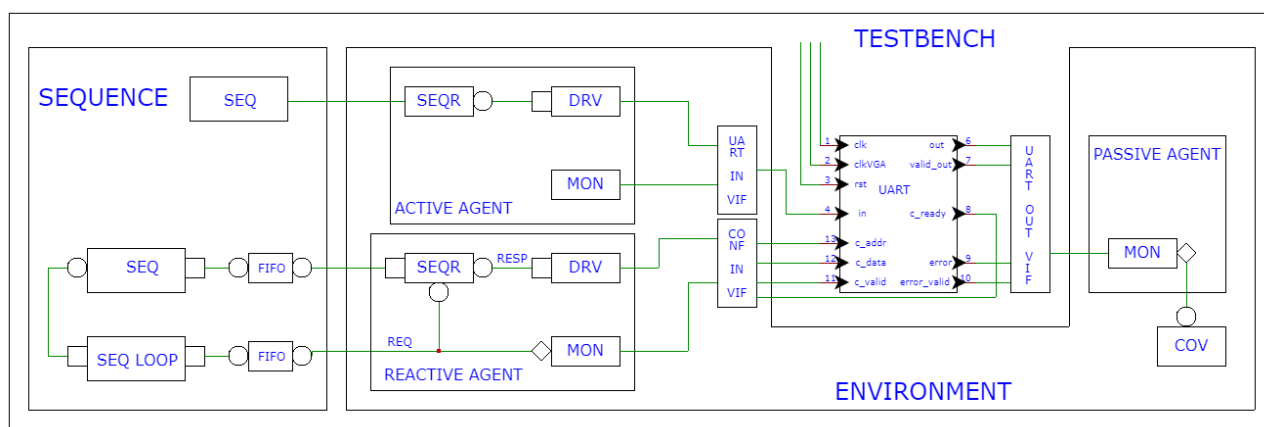 TESTBENCH
SEQUENCE
SEQ
SEQR
DRV
MON
ACTIVE AGENT
UA
RT
IN
VIF
1 clk
2 clkVGA
3 rst
4 in
13 c_addr
12 c_data
11 c_valid
UART
out 6
valid_out 7
c_ready 8
error 9
error_valid 10
U
A
R
T
O
U
T
V
I
F
PASSIVE AGENT
MON
COV
SEQ
FIFO
SEQR
RESP
DRV
CO
NF
IN
VIF
SEQ LOOP
FIFO
REQ
MON
REACTIVE AGENT
ENVIRONMENT